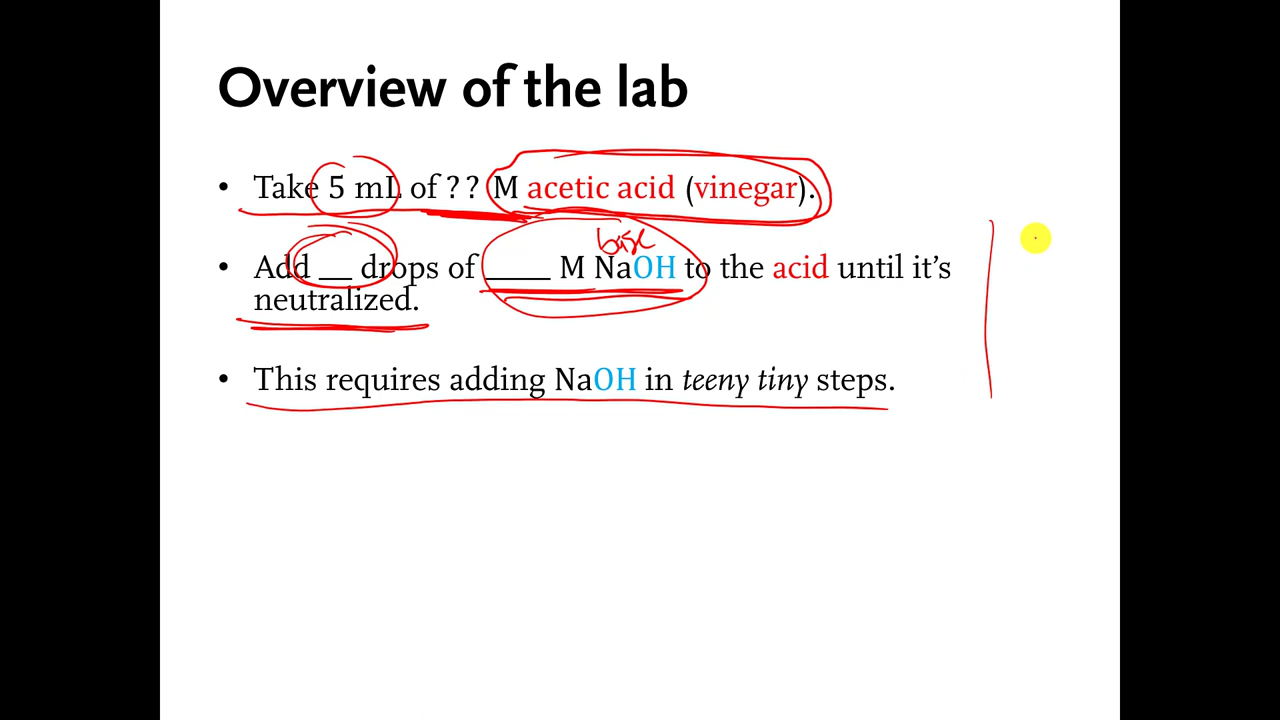 Overview of the lab
• Take 5 mL of ? ? M acetic acid (vinegar).
base
• Add __ drops of ____ M NaOH to the acid until it's
neutralized.
• This requires adding NaOH in teeny tiny steps.